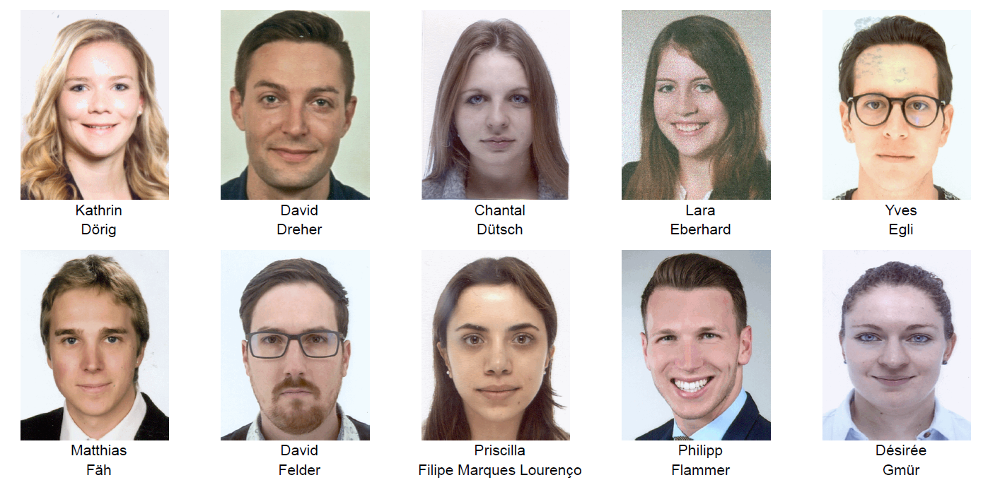 Kathrin
Dörig
David
Dreher
Chantal
Dütsch
Lara
Eberhard
Yves
Egli
Matthias
Fäh
David
Felder
Priscilla
Filipe Marques Lourenço
Philipp
Flammer
Désirée
Gmür